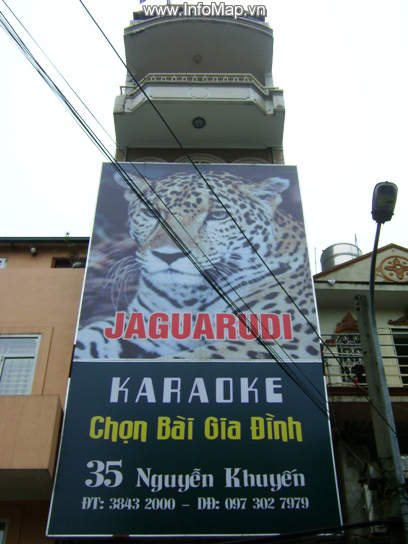 www.InfoMap.vn
JAGUARUDI
KARAOKE
Chọn Bài Gia Đình
35 Nguyễn Khuyến
ĐT: 3843 2000 - DĐ: 097 302 7979